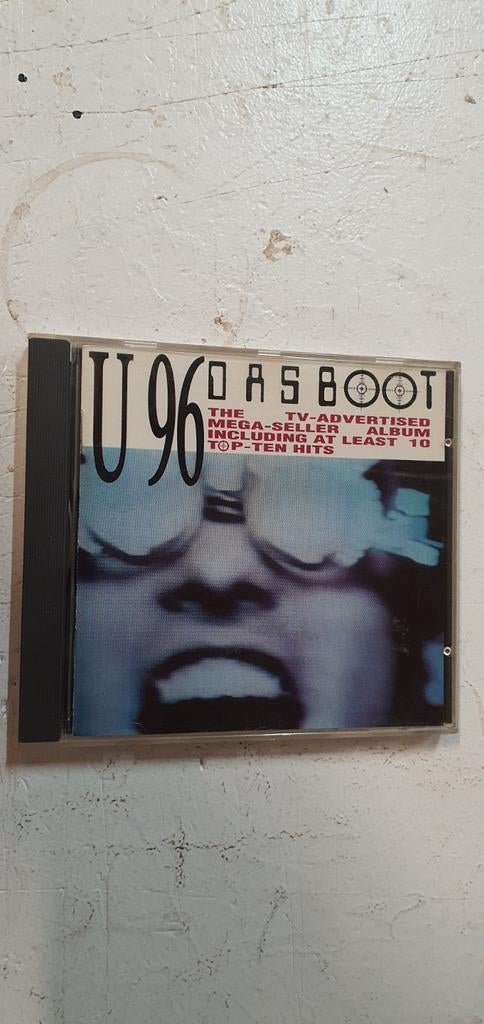 U 96 DAS BOOT
THE TV-ADVERTISED
MEGA-SELLER ALBUM
INCLUDING AT LEAST 10
TOP-TEN HITS